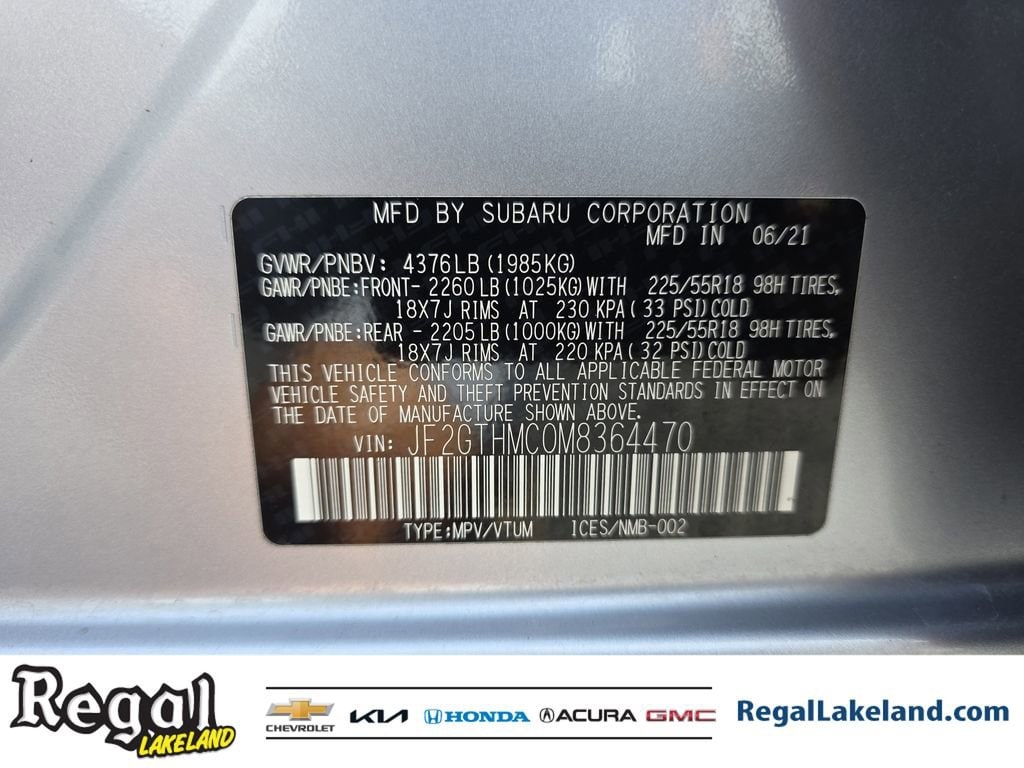 MFD BY SUBARU CORPORATION
MFD IN 06/21
GVWR/PNBV: 4376LB (1985KG)
GAWR/PNBE:FRONT- 2260LB (1025KG) WITH 225/55R18 98H TIRES,
18X7J RIMS AT 230 KPA ( 33 PSI) COLD
GAWR/PNBE:REAR - 2205LB (1000KG) WITH 225/55R18 98H TIRES,
18X7J RIMS AT 220 KPA ( 32 PSI) COLD
THIS VEHICLE CONFORMS TO ALL APPLICABLE FEDERAL MOTOR
VEHICLE SAFETY AND THEFT PREVENTION STANDARDS IN EFFECT ON
THE DATE OF MANUFACTURE SHOWN ABOVE.
VIN: JF2GTHMC0M8364470
TYPE:MPV/VTUM ICES/NMB-002
Regal
LAKELAND
CHEVROLET KIA HONDA ACURA GMC
RegalLakeland.com